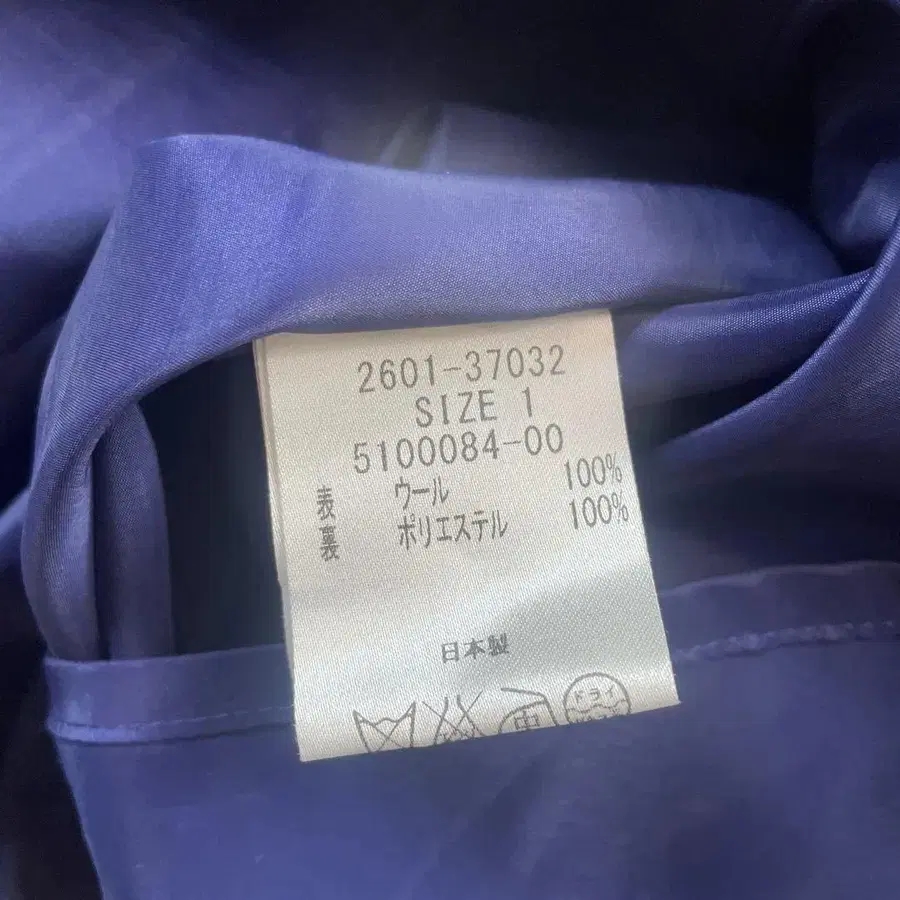 2601-37032
SIZE 1
5100084-00
表 ウール 100%
裏 ポリエステル 100%
日本製
中 ドライ